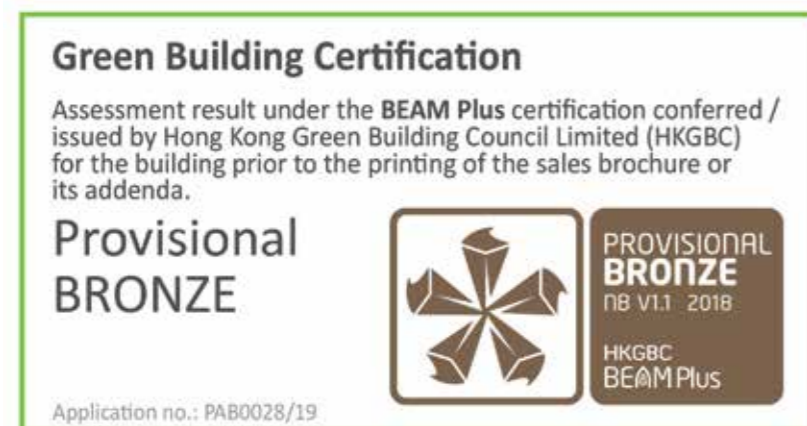 Green Building Certification
Assessment result under the BEAM Plus certification conferred /
issued by Hong Kong Green Building Council Limited (HKGBC)
for the building prior to the printing of the sales brochure or
its addenda.
Provisional
BRONZE
PROVISIONAL
BRONZE
NB V1.1 2018
HKGBC
BEAM Plus
Application no.: PAB0028/19